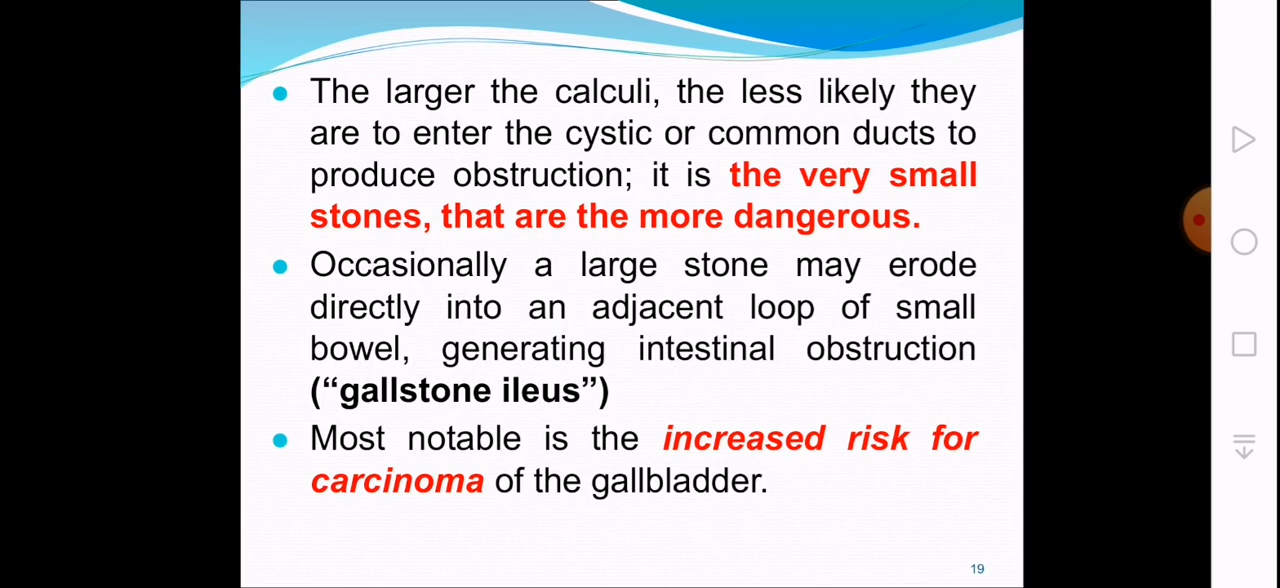 The larger the calculi, the less likely they
are to enter the cystic or common ducts to
produce obstruction; it is the very small
stones, that are the more dangerous.
Occasionally a large stone may erode
directly into an adjacent loop of small
bowel, generating intestinal obstruction
(“gallstone ileus”)
Most notable is the increased risk for
carcinoma of the gallbladder.
19